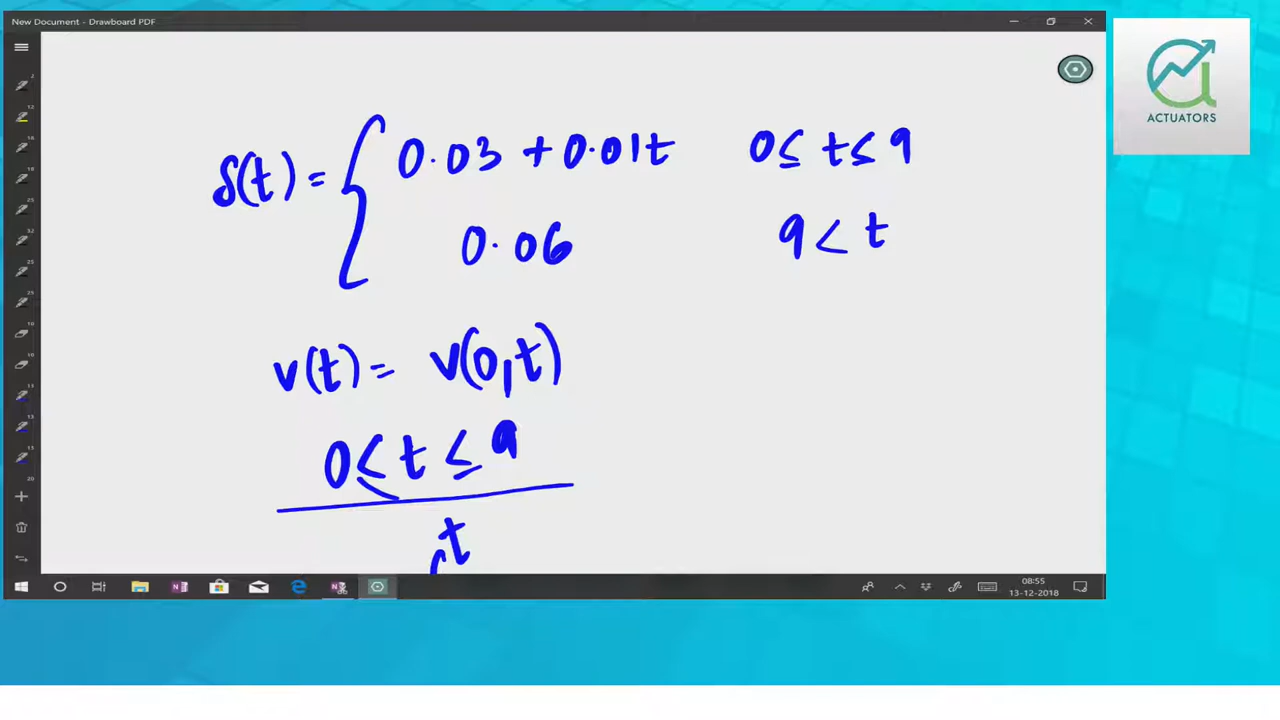 New Document - Drawboard PDF
ACTUATORS
δ(t) = { 0.03 + 0.01t 0 ≤ t ≤ 9
0.06 9 < t
v(t) = v(0,t)
0 ≤ t ≤ 9
t
08:55
13-12-2018